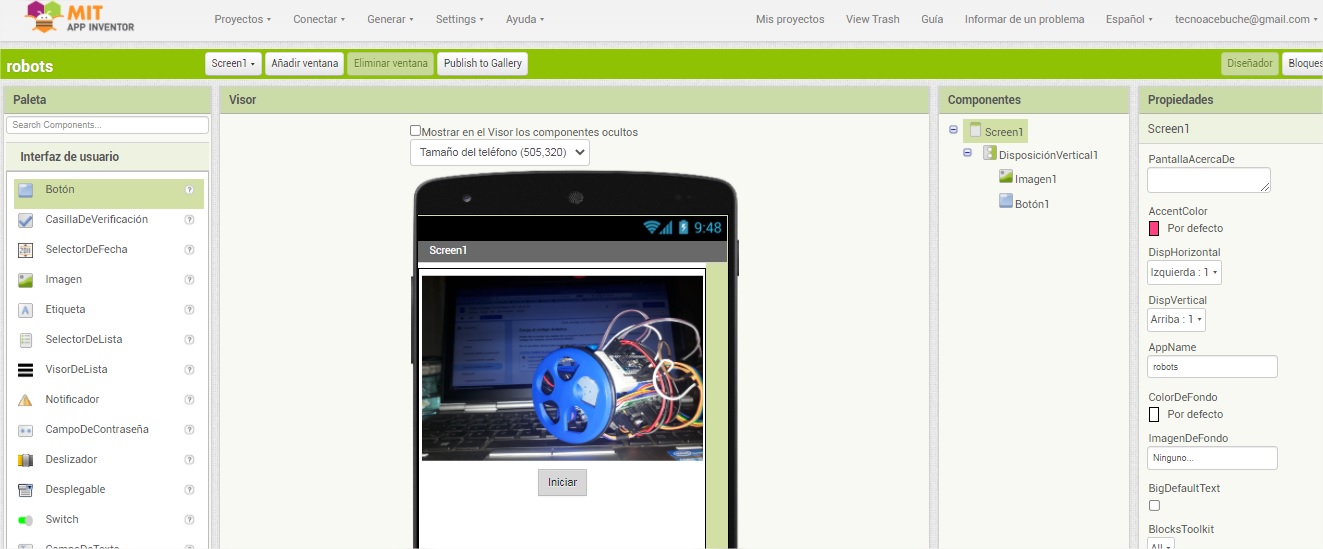 MIT
APP INVENTOR
Proyectos Conectar Generar Settings Ayuda Mis proyectos View Trash Guía Informar de un problema Español tecnoacebuche@gmail.com
robots Screen1 Añadir ventana Eliminar ventana Publish to Gallery Diseñador Bloques
Paleta Visor Componentes Propiedades
Search Components...
Interfaz de usuario
Botón
CasillaDeVerificación
SelectorDeFecha
Imagen
Etiqueta
SelectorDeLista
VisorDeLista
Notificador
CampoDeContraseña
Deslizador
Desplegable
Switch
CampoDeTexto
Mostrar en el Visor los componentes ocultos
Tamaño del teléfono (505,320)
9:48
Screen1
Iniciar
Screen1
DisposiciónVertical1
Imagen1
Botón1
Screen1
PantallaAcercaDe
AccentColor
Por defecto
DispHorizontal
Izquierda : 1
DispVertical
Arriba : 1
AppName
robots
ColorDeFondo
Por defecto
ImagenDeFondo
Ninguno...
BigDefaultText
BlocksToolkit
All